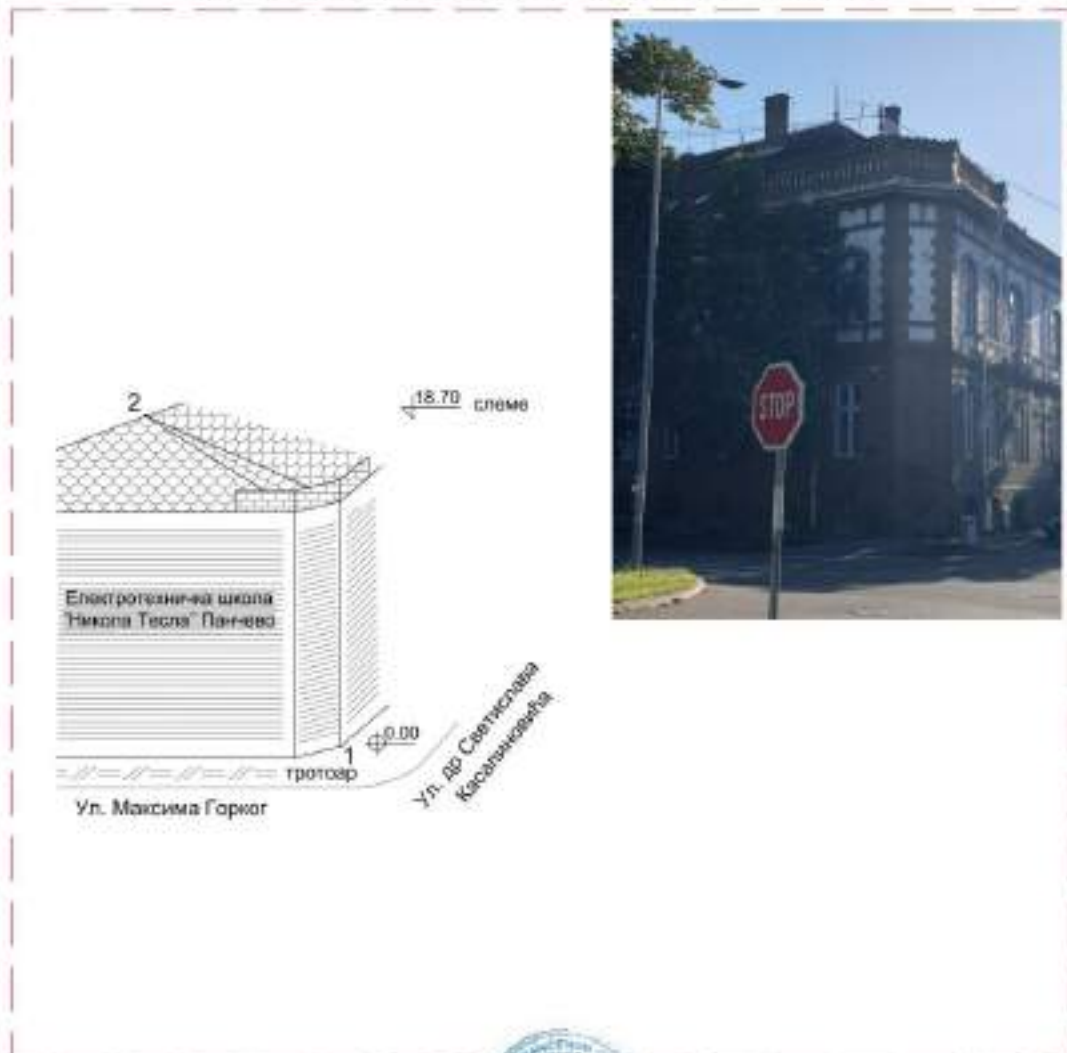 STOP
2
18.70 слеме
Електротехничка школа
"Никола Тесла" Панчево
0.00
1
тротоар
Ул. др Светислава
Касапиновића
Ул. Максима Горког